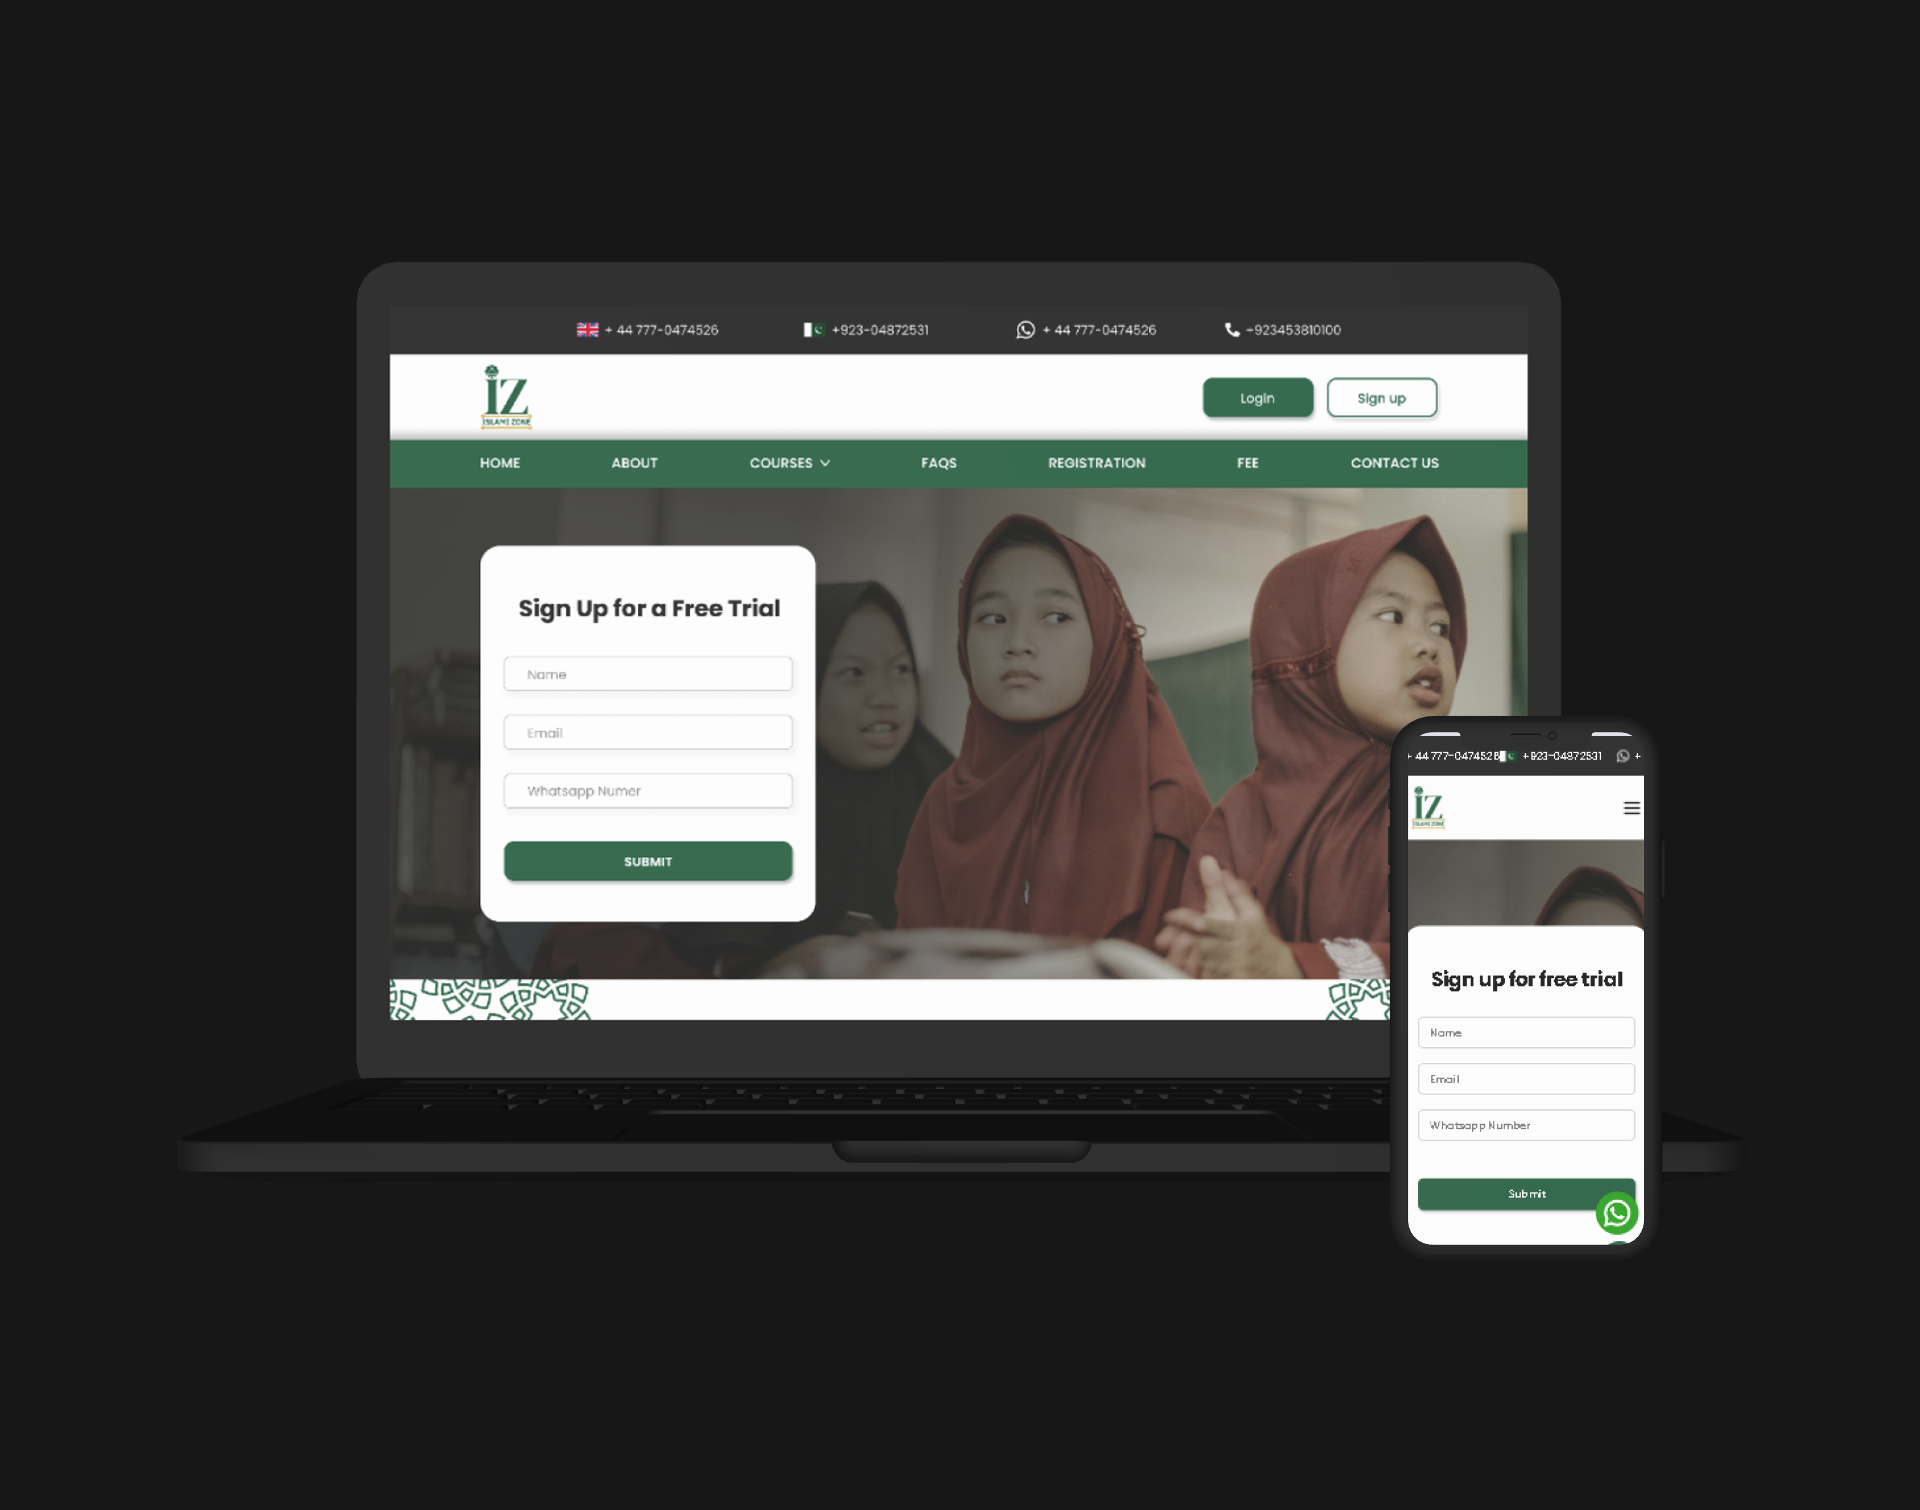 + 44 777-0474526
+923-04872531
+ 44 777-0474526
+923453810100
IZ
ISLAMI ZONE
Login
Sign up
HOME
ABOUT
COURSES
FAQS
REGISTRATION
FEE
CONTACT US
Sign Up for a Free Trial
Name
Email
Whatsapp Numer
SUBMIT
+ 44 777-0474526
+923-04872531
+
IZ
ISLAMI ZONE
Sign up for free trial
Name
Email
Whatsapp Number
Submit